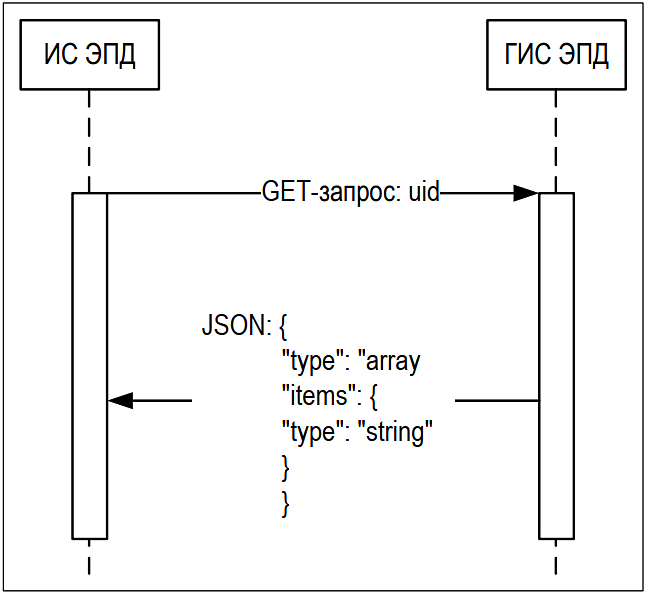 ИС ЭПД
ГИС ЭПД
GET-запрос: uid
JSON: {
"type": "array
"items": {
"type": "string"
}
}